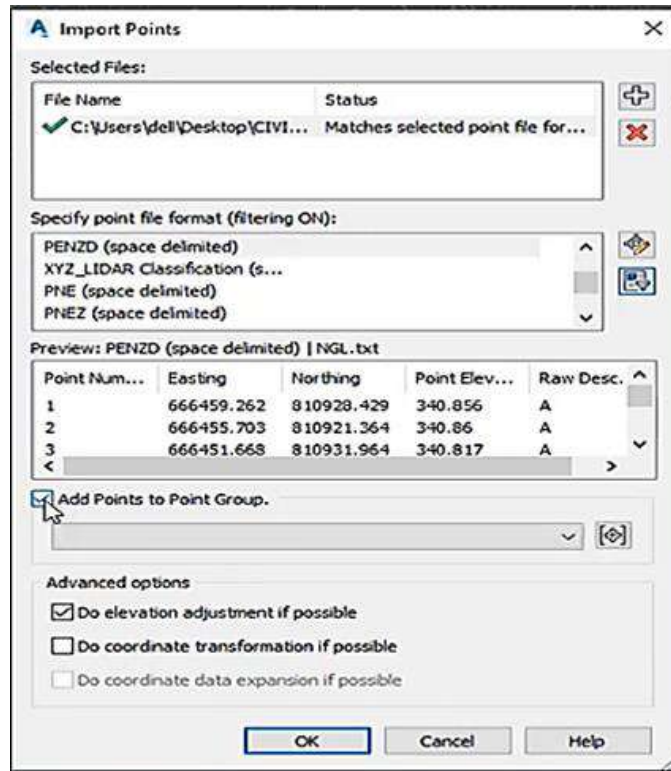 Import Points
Selected Files:
File Name Status
C:\Users\dell\Desktop\CIVI... Matches selected point file for...
Specify point file format (filtering ON):
PENZD (space delimited)
XYZ_LIDAR Classification (s...
PNE (space delimited)
PNEZ (space delimited)
Preview: PENZD (space delimited) | NGL.txt
Point Num... Easting Northing Point Elev... Raw Desc.
1 666459.262 810928.429 340.856 A
2 666455.703 810921.364 340.86 A
3 666451.668 810931.964 340.817 A
Add Points to Point Group.
Advanced options
Do elevation adjustment if possible
Do coordinate transformation if possible
Do coordinate data expansion if possible
OK Cancel Help